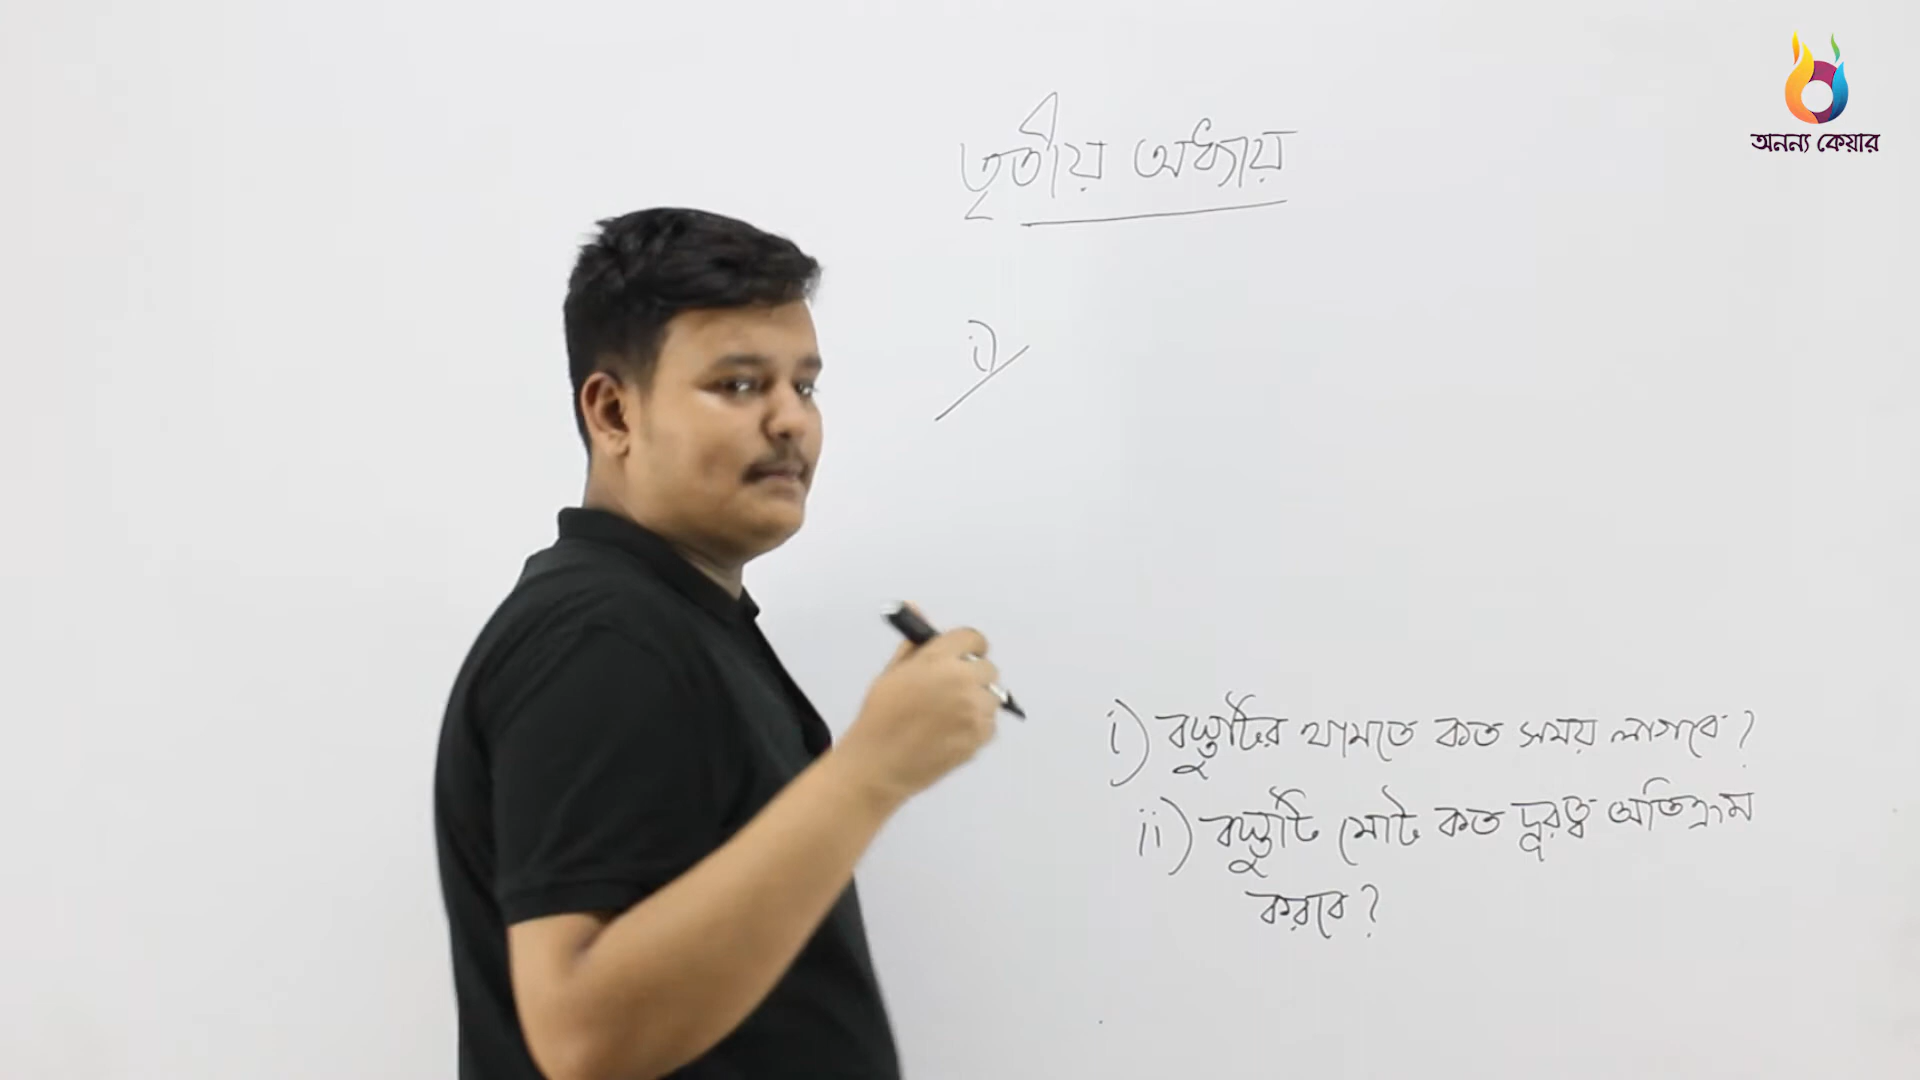 অনন্য কেয়ার
তৃতীয় অধ্যায়
i)
i) বস্তুটির থামতে কত সময় লাগবে ?
ii) বস্তুটি মোট কত দূরত্ব অতিক্রম
করবে ?